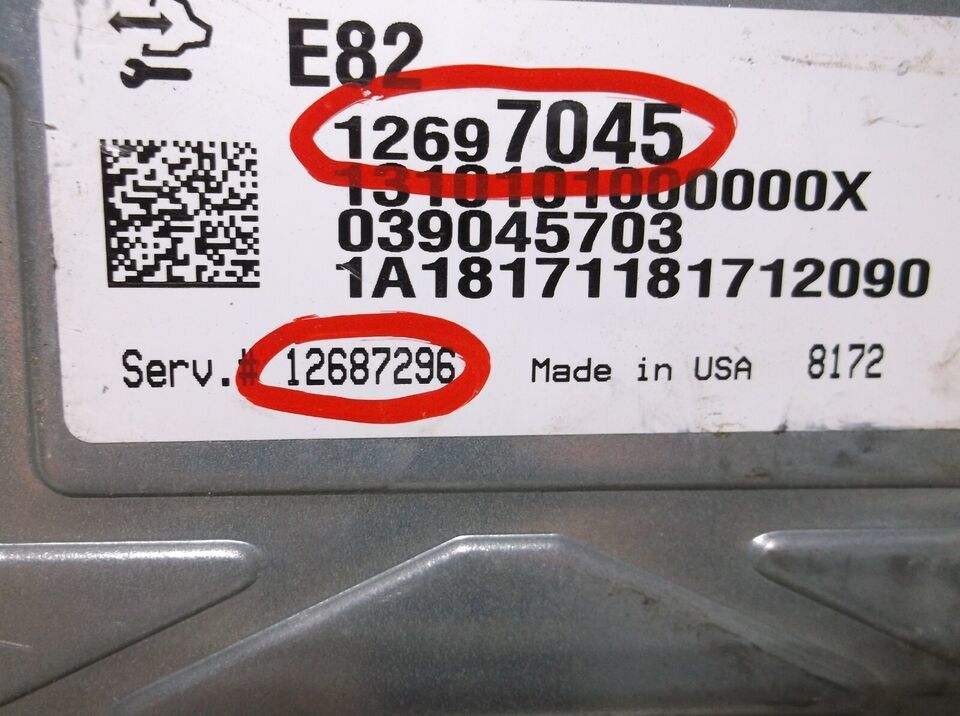 E82
12697045
1310101000000X
039045703
1A18171181712090
Serv.# 12687296 Made in USA 8172